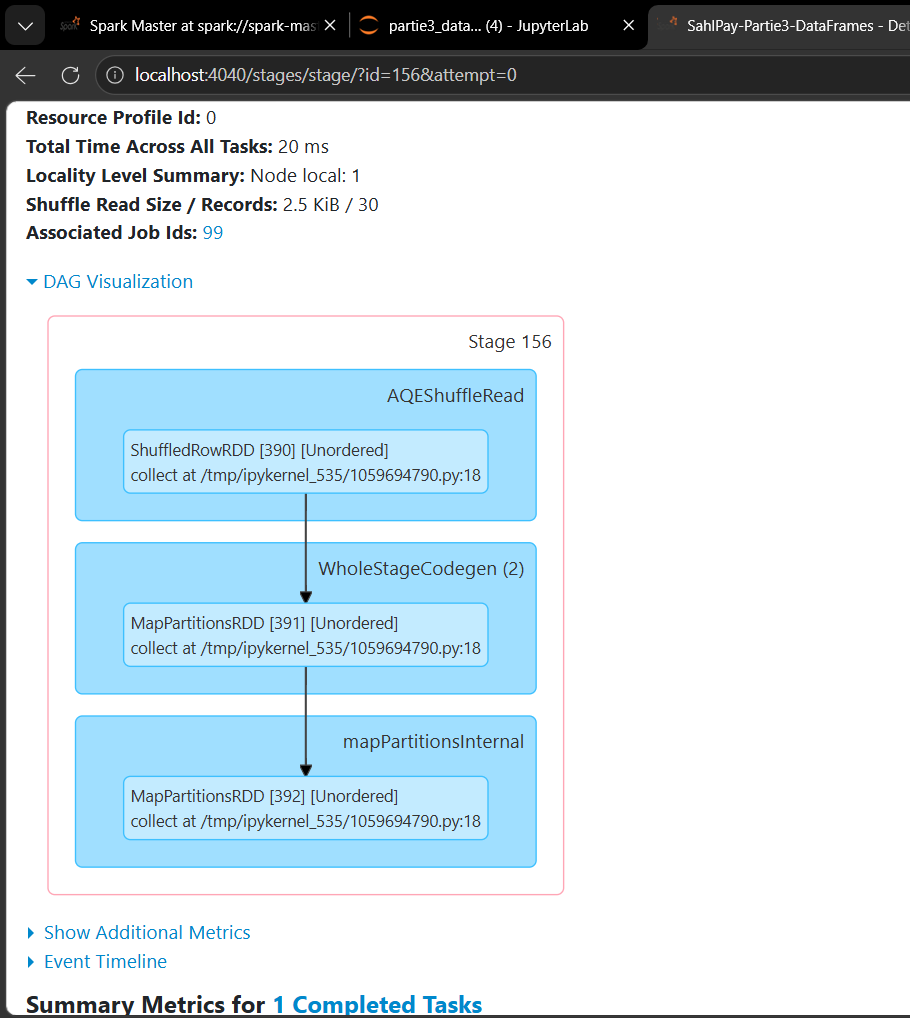 Spark Master at spark://spark-mas
partie3_data... (4) - JupyterLab
SahlPay-Partie3-DataFrames - Det
localhost:4040/stages/stage/?id=156&attempt=0
Resource Profile Id: 0
Total Time Across All Tasks: 20 ms
Locality Level Summary: Node local: 1
Shuffle Read Size / Records: 2.5 KiB / 30
Associated Job Ids: 99
DAG Visualization
Stage 156
AQEShuffleRead
ShuffledRowRDD [390] [Unordered]
collect at /tmp/ipykernel_535/1059694790.py:18
WholeStageCodegen (2)
MapPartitionsRDD [391] [Unordered]
collect at /tmp/ipykernel_535/1059694790.py:18
mapPartitionsInternal
MapPartitionsRDD [392] [Unordered]
collect at /tmp/ipykernel_535/1059694790.py:18
Show Additional Metrics
Event Timeline
Summary Metrics for 1 Completed Tasks